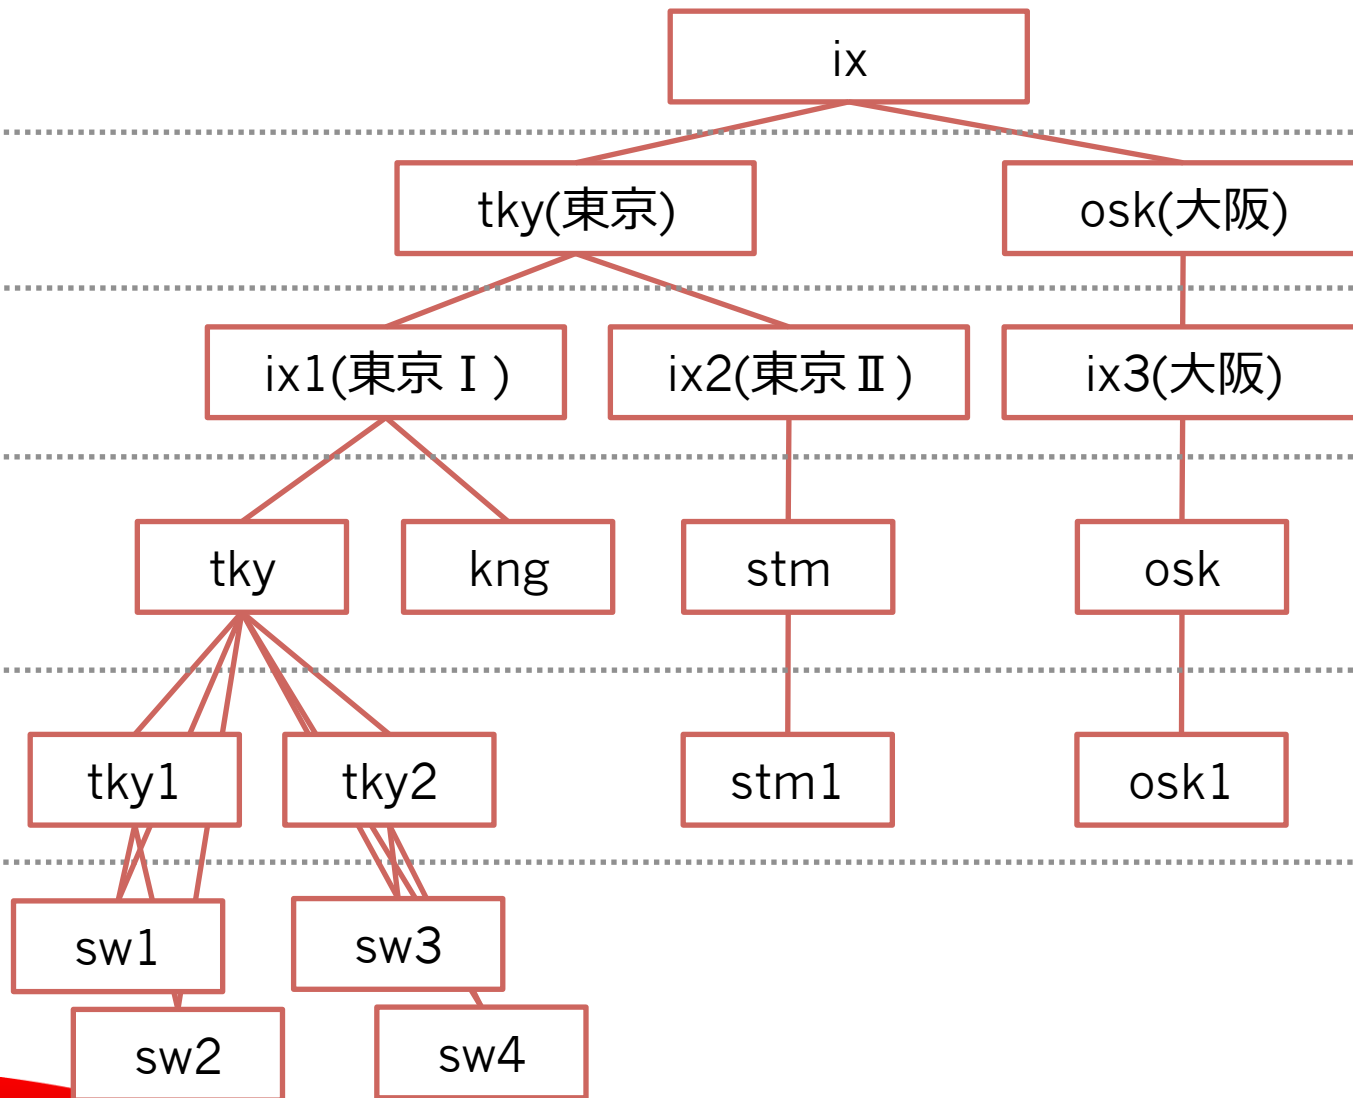 ix
tky(東京)
osk(大阪)
ix1(東京Ⅰ)
ix2(東京Ⅱ)
ix3(大阪)
tky
kng
stm
osk
tky1
tky2
stm1
osk1
sw1
sw3
sw2
sw4